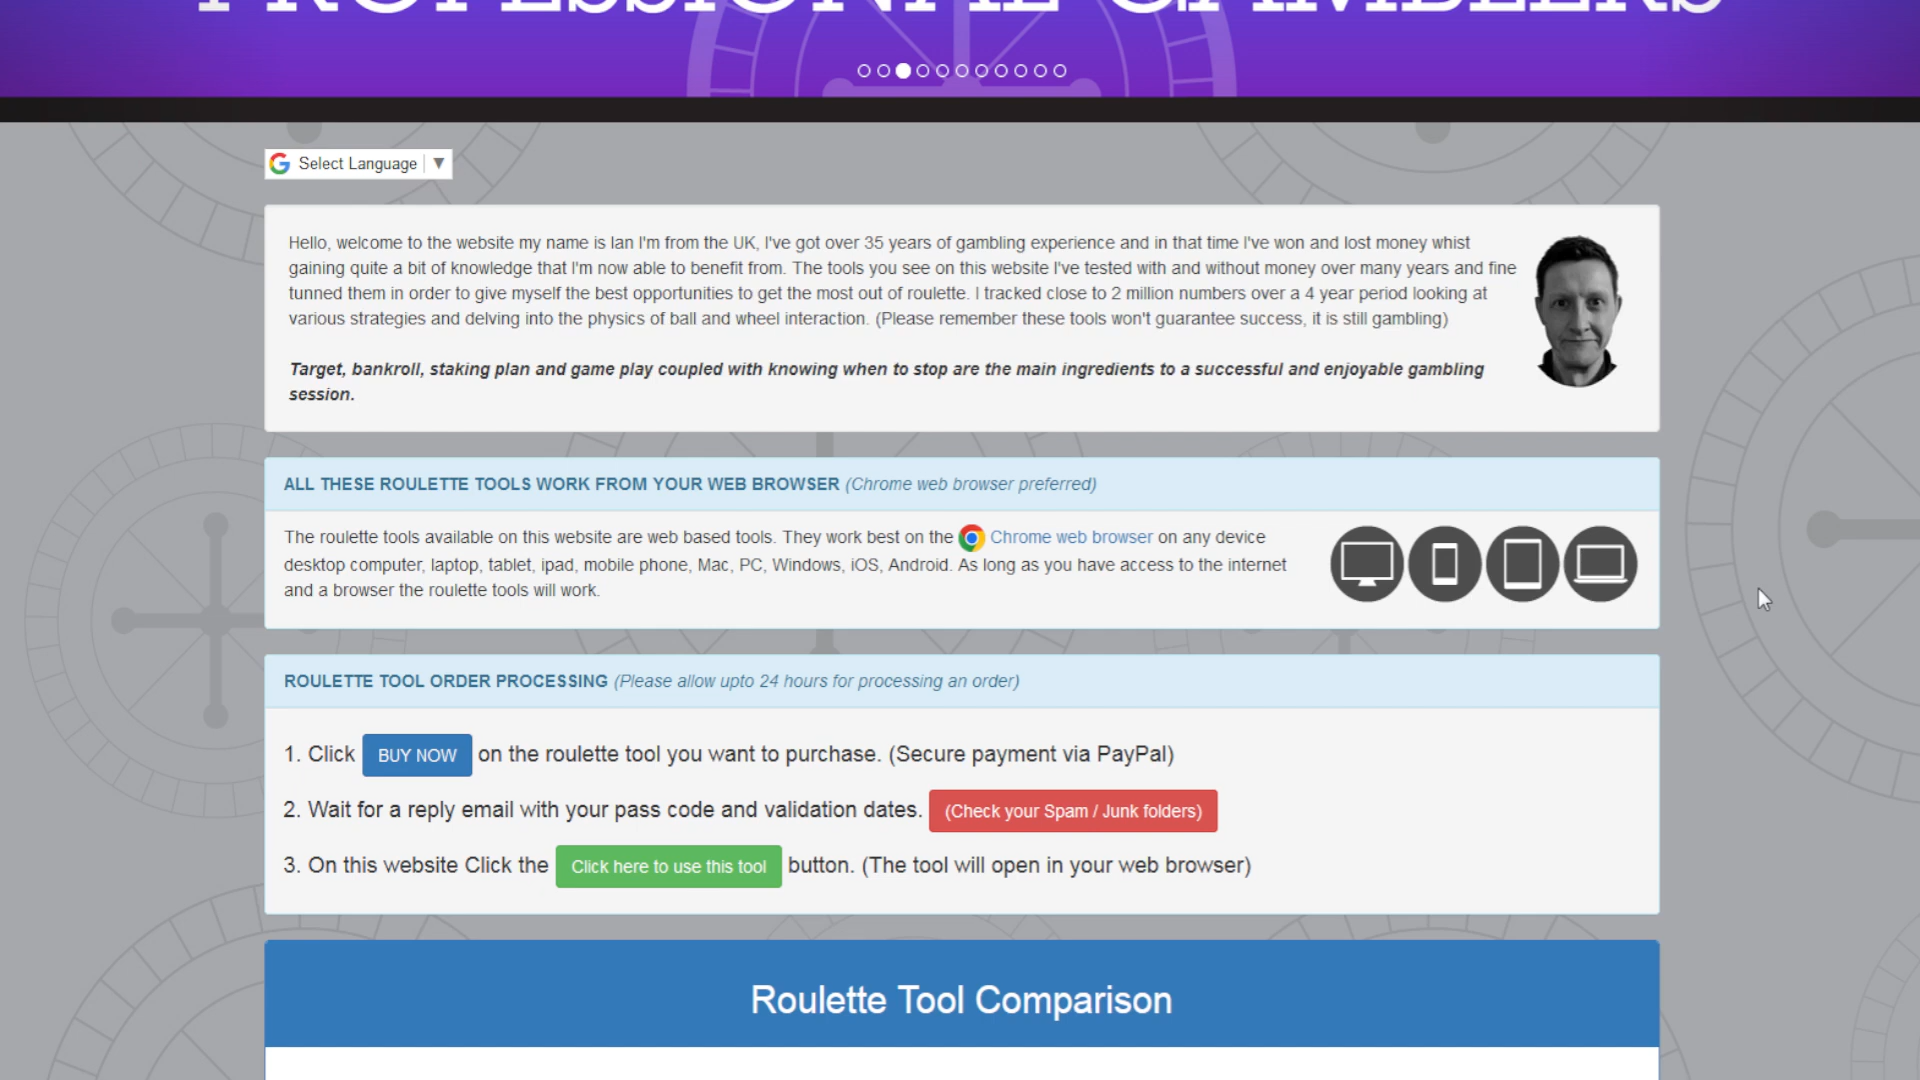 PROFESSIONAL GAMBLERS
Select Language ▼
Hello, welcome to the website my name is Ian I'm from the UK, I've got over 35 years of gambling experience and in that time I've won and lost money whist
gaining quite a bit of knowledge that I'm now able to benefit from. The tools you see on this website I've tested with and without money over many years and fine
tunned them in order to give myself the best opportunities to get the most out of roulette. I tracked close to 2 million numbers over a 4 year period looking at
various strategies and delving into the physics of ball and wheel interaction. (Please remember these tools won't guarantee success, it is still gambling)
Target, bankroll, staking plan and game play coupled with knowing when to stop are the main ingredients to a successful and enjoyable gambling
session.
ALL THESE ROULETTE TOOLS WORK FROM YOUR WEB BROWSER (Chrome web browser preferred)
The roulette tools available on this website are web based tools. They work best on the Chrome web browser on any device
desktop computer, laptop, tablet, ipad, mobile phone, Mac, PC, Windows, iOS, Android. As long as you have access to the internet
and a browser the roulette tools will work.
ROULETTE TOOL ORDER PROCESSING (Please allow upto 24 hours for processing an order)
1. Click BUY NOW on the roulette tool you want to purchase. (Secure payment via PayPal)
2. Wait for a reply email with your pass code and validation dates. (Check your Spam / Junk folders)
3. On this website Click the Click here to use this tool button. (The tool will open in your web browser)
Roulette Tool Comparison